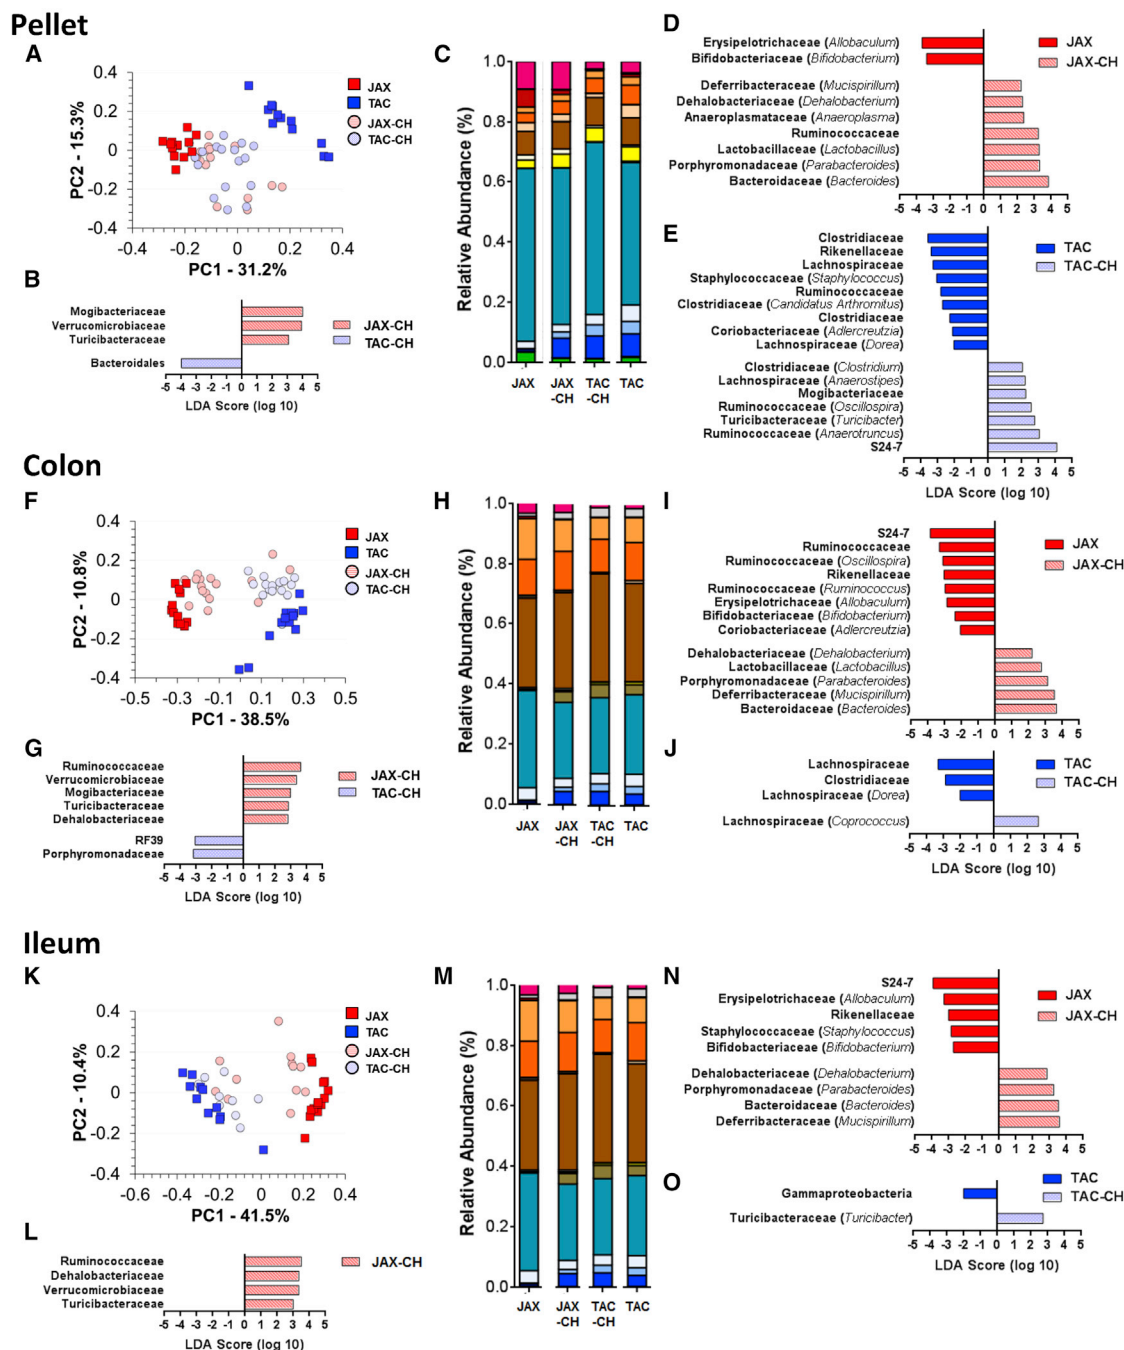 Pellet
A
0.4
0.2
0
-0.2
-0.4
-0.4
-0.2
0
0.2
0.4
PC2 - 15.3%
PC1 - 31.2%
JAX
TAC
JAX-CH
TAC-CH
B
Mogibacteriaceae
Verrucomicrobiaceae
Turicibacteraceae
Bacteroidales
-5 -4 -3 -2 -1 0 1 2 3 4 5
LDA Score (log 10)
JAX-CH
TAC-CH
C
Relative Abundance (%)
1.0
0.8
0.6
0.4
0.2
0.0
JAX
JAX -CH
TAC -CH
TAC
D
Erysipelotrichaceae (Allobaculum)
Bifidobacteriaceae (Bifidobacterium)
Deferribacteraceae (Mucispirillum)
Dehalobacteriaceae (Dehalobacterium)
Anaeroplasmataceae (Anaeroplasma)
Ruminococcaceae
Lactobacillaceae (Lactobacillus)
Porphyromonadaceae (Parabacteroides)
Bacteroidaceae (Bacteroides)
-5 -4 -3 -2 -1 0 1 2 3 4 5
JAX
JAX-CH
E
Clostridiaceae
Rikenellaceae
Lachnospiraceae
Staphylococcaceae (Staphylococcus)
Ruminococcaceae
Clostridiaceae (Candidatus Arthromitus)
Clostridiaceae
Coriobacteriaceae (Adlercreutzia)
Lachnospiraceae (Dorea)
Clostridiaceae (Clostridium)
Lachnospiraceae (Anaerostipes)
Mogibacteriaceae
Ruminococcaceae (Oscillospira)
Turicibacteraceae (Turicibacter)
Ruminococcaceae (Anaerotruncus)
S24-7
-5 -4 -3 -2 -1 0 1 2 3 4 5
LDA Score (log 10)
TAC
TAC-CH
Colon
F
0.4
0.2
0
-0.2
-0.4
-0.5
-0.3
-0.1
0.1
0.3
0.5
PC2 - 10.8%
PC1 - 38.5%
JAX
TAC
JAX-CH
TAC-CH
G
Ruminococcaceae
Verrucomicrobiaceae
Mogibacteriaceae
Turicibacteraceae
Dehalobacteriaceae
RF39
Porphyromonadaceae
-5 -4 -3 -2 -1 0 1 2 3 4 5
LDA Score (log 10)
JAX-CH
TAC-CH
H
Relative Abundance (%)
1.0
0.8
0.6
0.4
0.2
0.0
JAX
JAX -CH
TAC -CH
TAC
I
S24-7
Ruminococcaceae
Ruminococcaceae (Oscillospira)
Rikenellaceae
Ruminococcaceae (Ruminococcus)
Erysipelotrichaceae (Allobaculum)
Bifidobacteriaceae (Bifidobacterium)
Coriobacteriaceae (Adlercreutzia)
Dehalobacteriaceae (Dehalobacterium)
Lactobacillaceae (Lactobacillus)
Porphyromonadaceae (Parabacteroides)
Deferribacteraceae (Mucispirillum)
Bacteroidaceae (Bacteroides)
-5 -4 -3 -2 -1 0 1 2 3 4 5
JAX
JAX-CH
J
Lachnospiraceae
Clostridiaceae
Lachnospiraceae (Dorea)
Lachnospiraceae (Coprococcus)
-5 -4 -3 -2 -1 0 1 2 3 4 5
LDA Score (log 10)
TAC
TAC-CH
Ileum
K
0.4
0.2
0
-0.2
-0.4
-0.6
-0.4
-0.2
0
0.2
0.4
PC2 - 10.4%
PC1 - 41.5%
JAX
TAC
JAX-CH
TAC-CH
L
Ruminococcaceae
Dehalobacteriaceae
Verrucomicrobiaceae
Turicibacteraceae
-5 -4 -3 -2 -1 0 1 2 3 4 5
LDA Score (log 10)
JAX-CH
M
Relative Abundance (%)
1.0
0.8
0.6
0.4
0.2
0.0
JAX
JAX -CH
TAC -CH
TAC
N
S24-7
Erysipelotrichaceae (Allobaculum)
Rikenellaceae
Staphylococcaceae (Staphylococcus)
Bifidobacteriaceae (Bifidobacterium)
Dehalobacteriaceae (Dehalobacterium)
Porphyromonadaceae (Parabacteroides)
Bacteroidaceae (Bacteroides)
Deferribacteraceae (Mucispirillum)
-5 -4 -3 -2 -1 0 1 2 3 4 5
JAX
JAX-CH
O
Gammaproteobacteria
Turicibacteraceae (Turicibacter)
-5 -4 -3 -2 -1 0 1 2 3 4 5
LDA Score (log 10)
TAC
TAC-CH